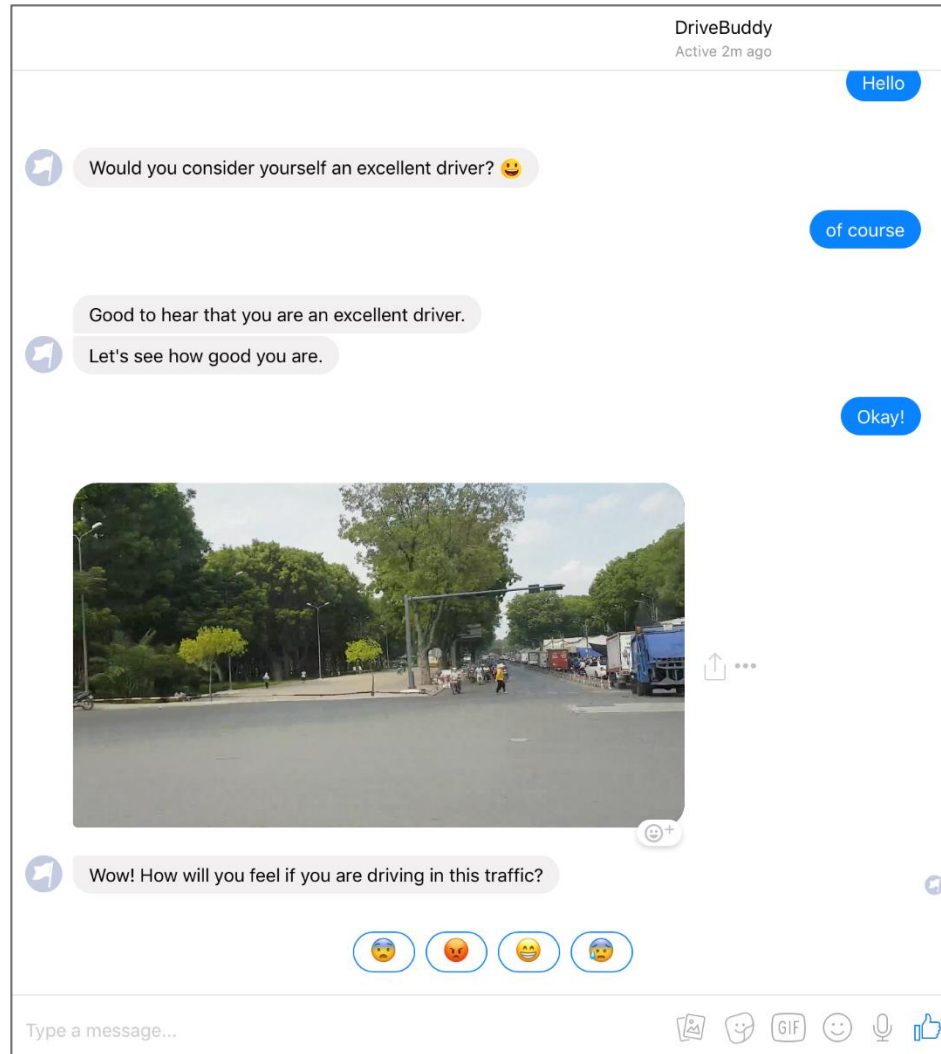 DriveBuddy
Active 2m ago
Hello
Would you consider yourself an excellent driver? 😃
of course
Good to hear that you are an excellent driver.
Let's see how good you are.
Okay!
Wow! How will you feel if you are driving in this traffic?
😨 😡 😁 😰
Type a message...
GIF